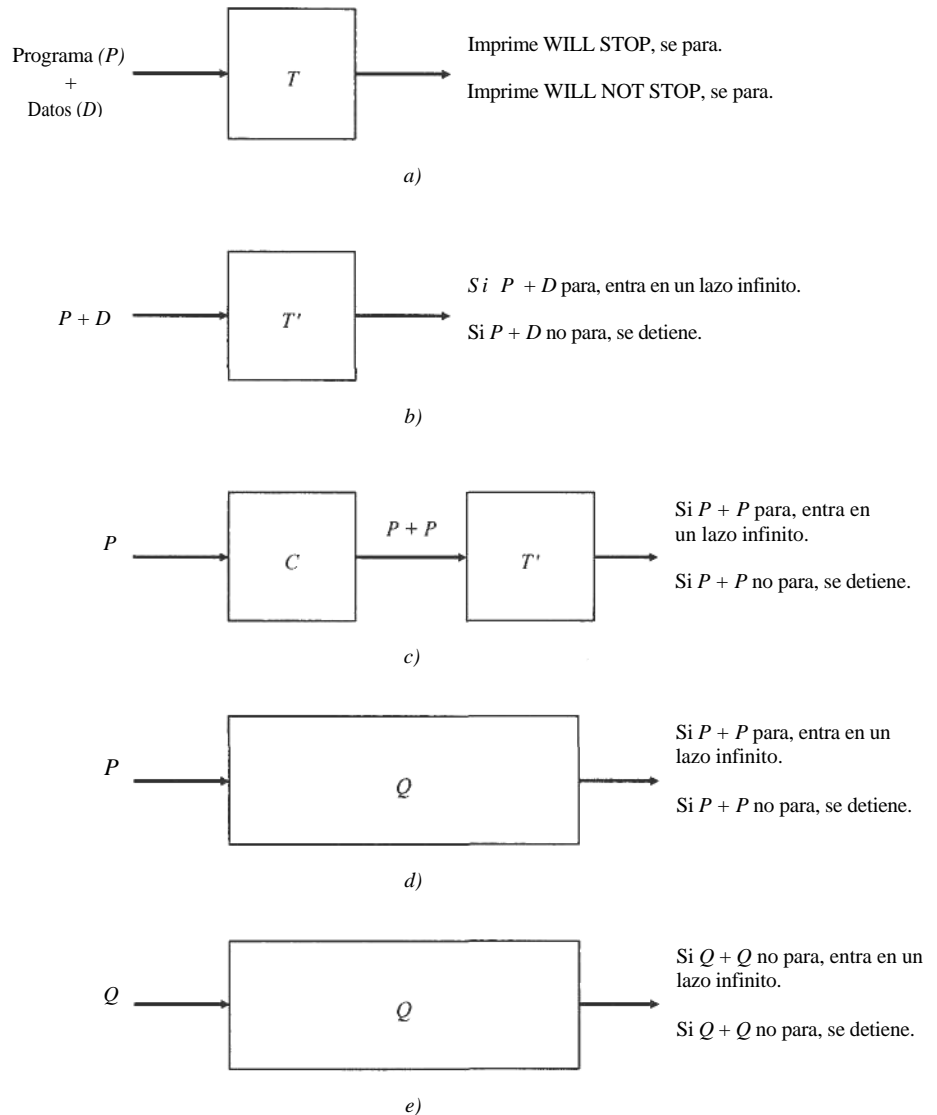 Programa (P)
+
Datos (D)
T
Imprime WILL STOP, se para.
Imprime WILL NOT STOP, se para.
a)
P + D
T'
Si P + D para, entra en un lazo infinito.
Si P + D no para, se detiene.
b)
P
C
P + P
T'
Si P + P para, entra en
un lazo infinito.
Si P + P no para, se detiene.
c)
P
Q
Si P + P para, entra en un
lazo infinito.
Si P + P no para, se detiene.
d)
Q
Q
Si Q + Q no para, entra en un
lazo infinito.
Si Q + Q no para, se detiene.
e)